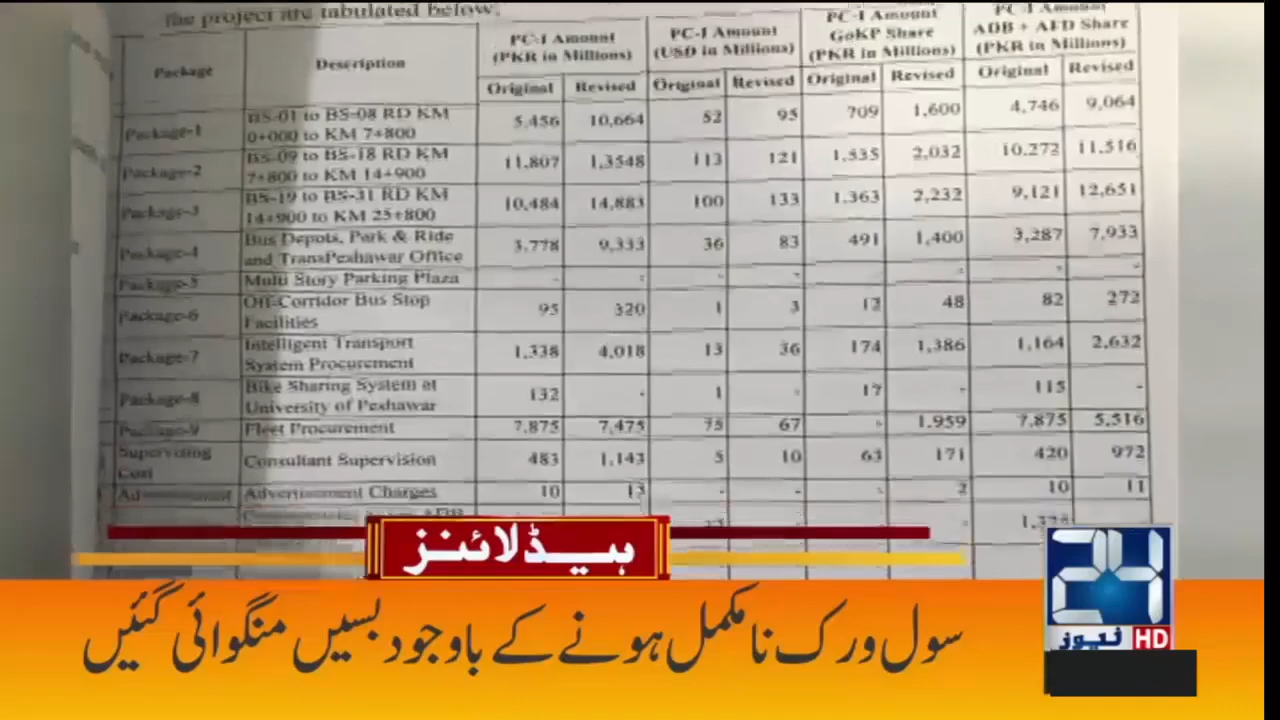 the project are tabulated below.
Package Description PC-I Amount (PKR in Millions) PC-I Amount (USD in Millions) PC-I Amount GoKP Share (PKR in Millions) PC-I Amount ADB + AFD Share (PKR in Millions)
Original Revised Original Revised Original Revised Original Revised
Package-1 BS-01 to BS-08 RD KM 0+000 to KM 7+800 5,456 10,664 52 95 709 1,600 4,746 9,064
Package-2 BS-09 to BS-18 RD KM 7+800 to KM 14+900 11,807 1,3548 113 121 1,535 2,032 10,272 11,516
Package-3 BS-19 to BS-31 RD KM 14+900 to KM 25+800 10,484 14,883 100 133 1,363 2,232 9,121 12,651
Package-4 Bus Depots, Park & Ride and TransPeshawar Office 3,778 9,333 36 83 491 1,400 3,287 7,933
Package-5 Multi Story Parking Plaza - - - - - - -
Package-6 Off-Corridor Bus Stop Facilities 95 320 1 3 12 48 82 272
Package-7 Intelligent Transport System Procurement 1,338 4,018 13 36 174 1,386 1,164 2,632
Package-8 Bike Sharing System at University of Peshawar 132 - 1 - 17 - 115 -
Package-9 Fleet Procurement 7,875 7,475 75 67 - 1,959 7,875 5,516
Supervising Cost Consultant Supervision 483 1,143 5 10 63 171 420 972
Advertisement Advertisement Charges 10 13 - - - 2 10 11
ہیڈلائنز
سول ورک نامکمل ہونے کے باوجود بسیں منگوائی گئیں
24
نیوز HD